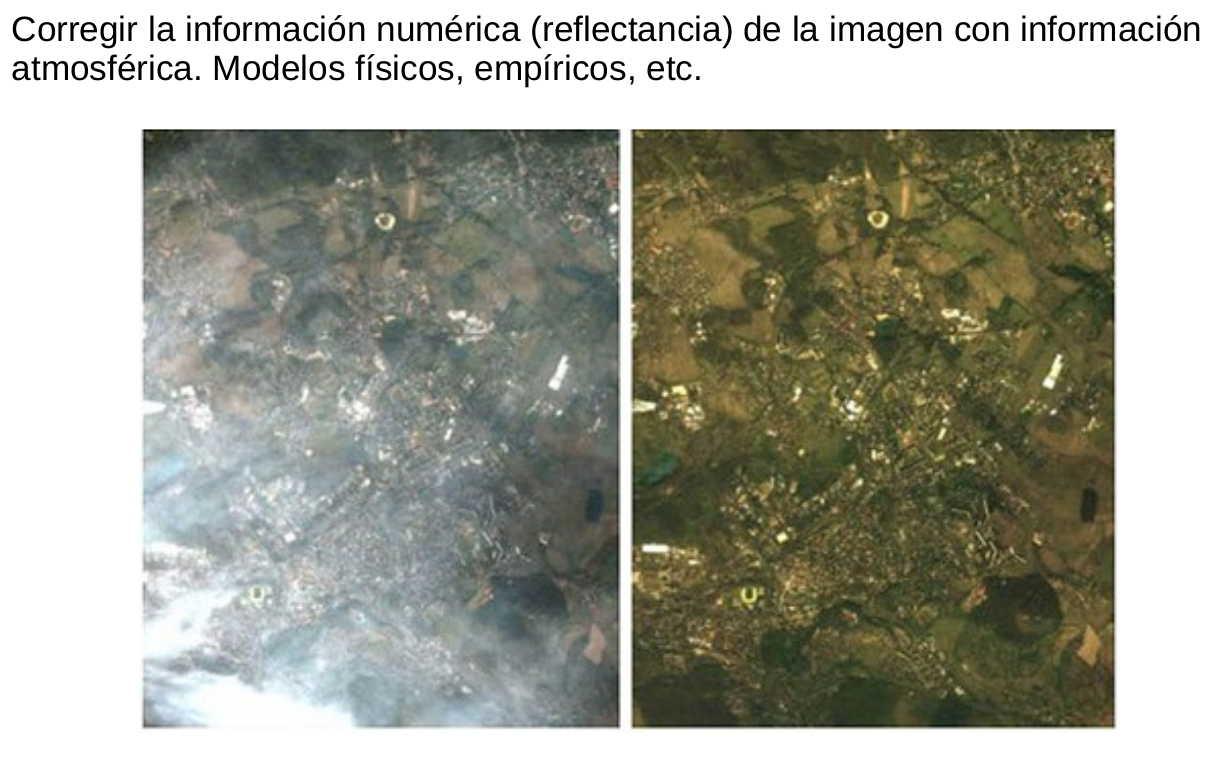 Corregir la información numérica (reflectancia) de la imagen con información
atmosférica. Modelos físicos, empíricos, etc.